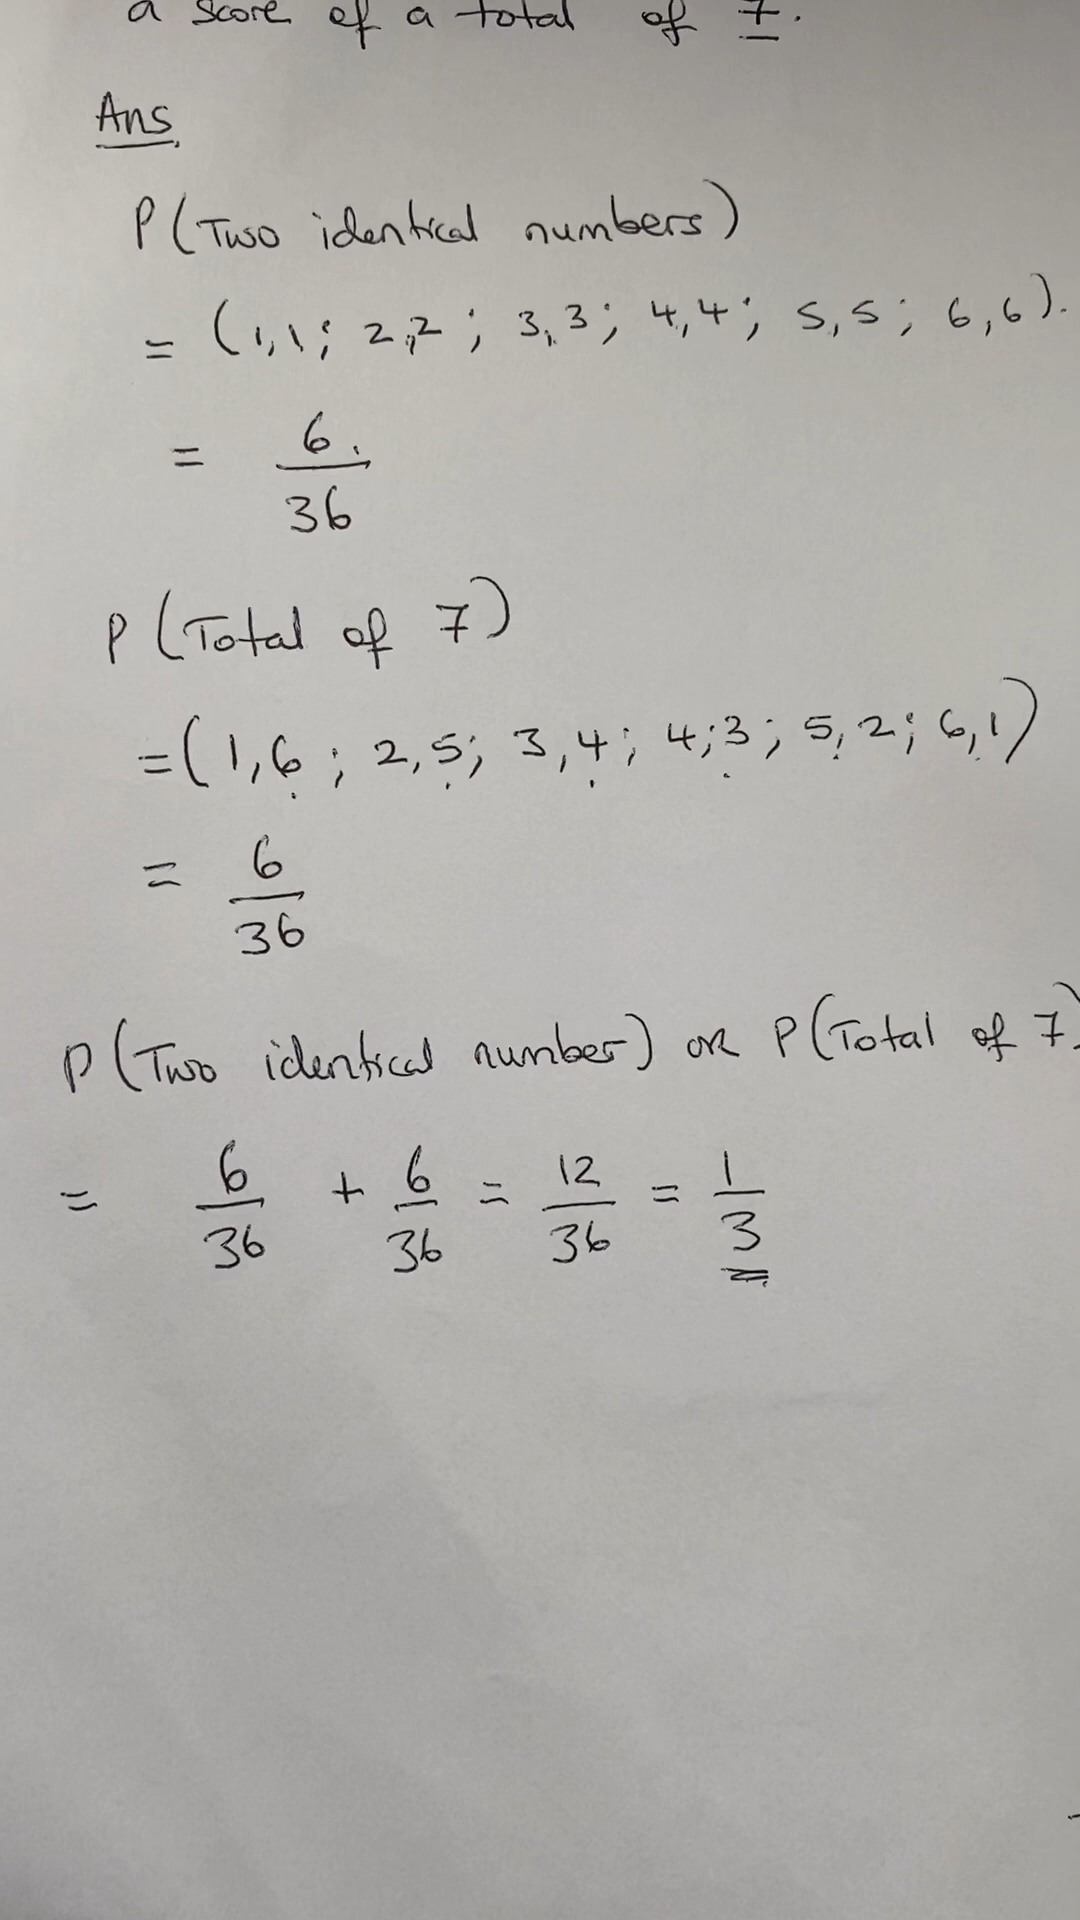 a score of a total of 7.
Ans,
P(Two identical numbers)
= (1,1; 2,2; 3,3; 4,4; 5,5; 6,6).
= 6/36
P(Total of 7)
=(1,6; 2,5; 3,4; 4;3; 5,2; 6,1)
= 6/36
P(Two identical number) or P(Total of 7)
= 6/36 + 6/36 = 12/36 = 1/3